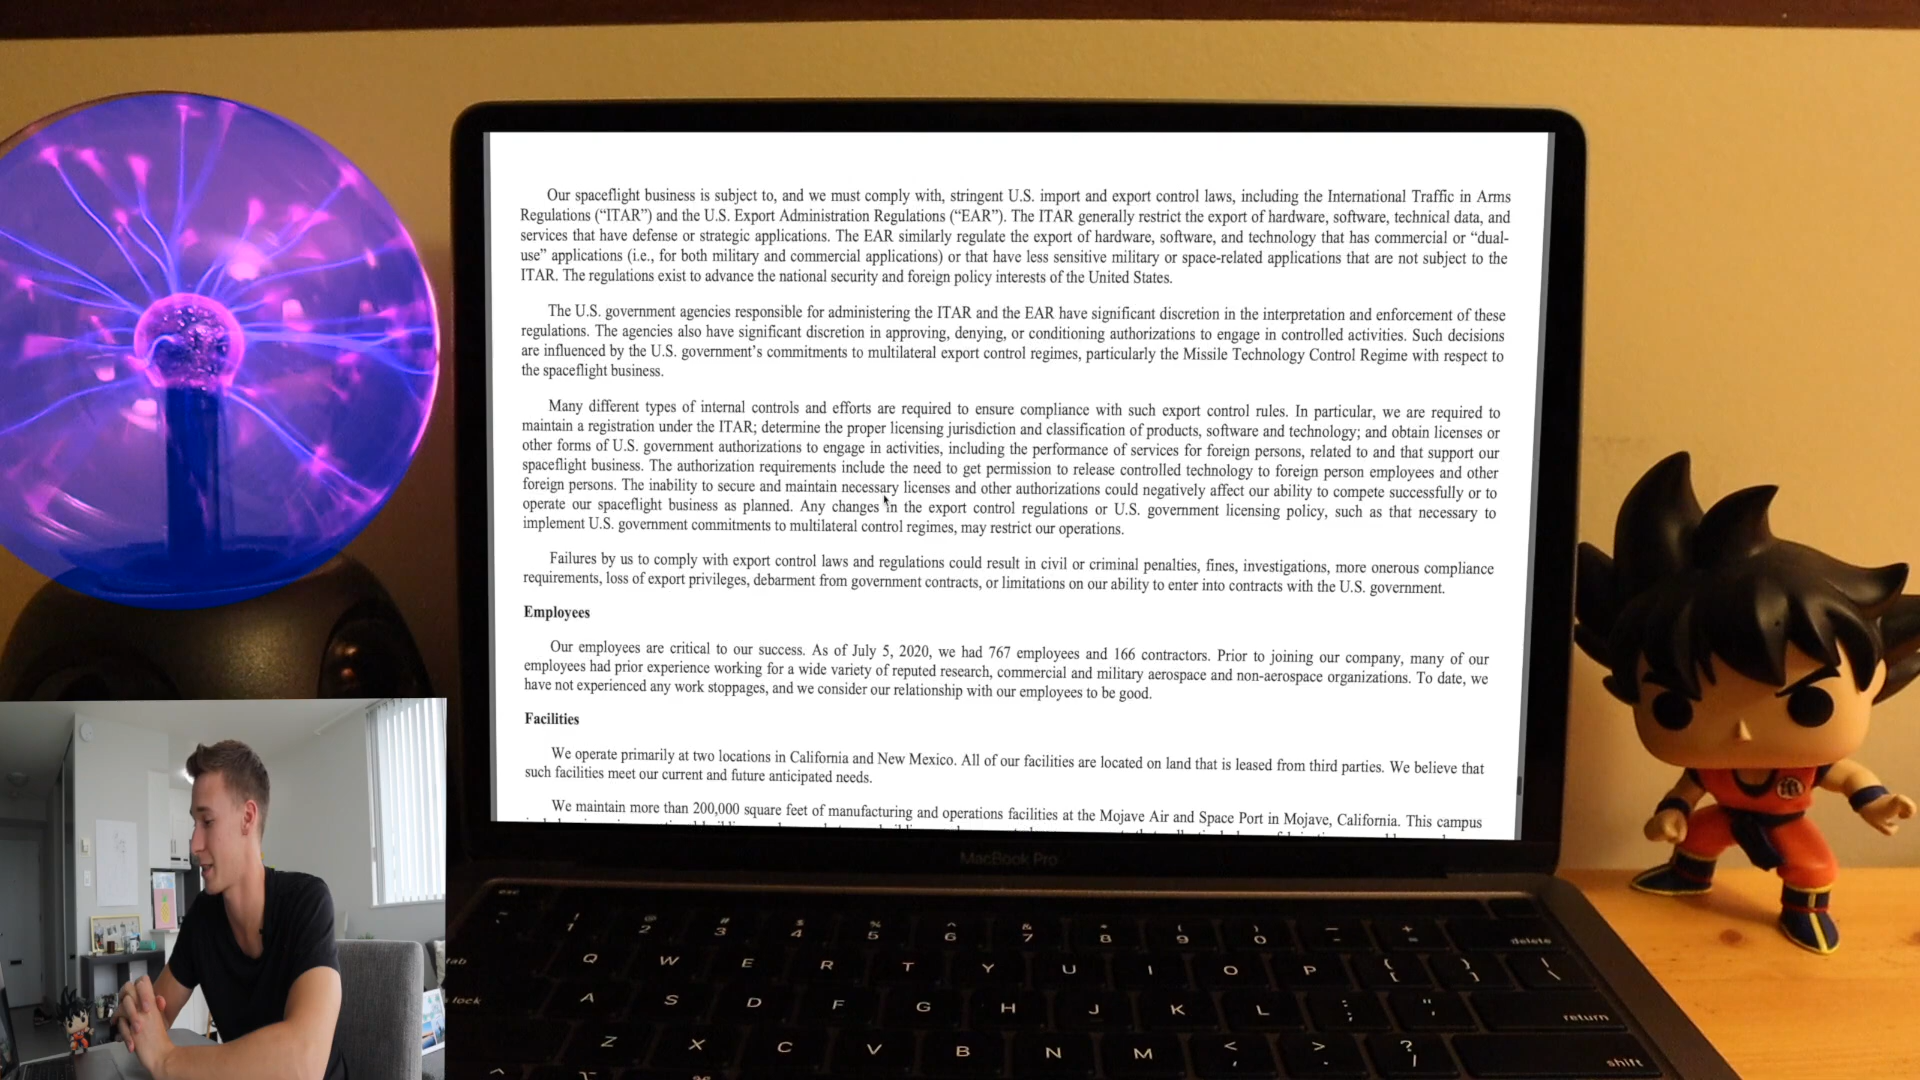 Our spaceflight business is subject to, and we must comply with, stringent U.S. import and export control laws, including the International Traffic in Arms
Regulations (“ITAR”) and the U.S. Export Administration Regulations (“EAR”). The ITAR generally restrict the export of hardware, software, technical data, and
services that have defense or strategic applications. The EAR similarly regulate the export of hardware, software, and technology that has commercial or “dual-
use” applications (i.e., for both military and commercial applications) or that have less sensitive military or space-related applications that are not subject to the
ITAR. The regulations exist to advance the national security and foreign policy interests of the United States.
The U.S. government agencies responsible for administering the ITAR and the EAR have significant discretion in the interpretation and enforcement of these
regulations. The agencies also have significant discretion in approving, denying, or conditioning authorizations to engage in controlled activities. Such decisions
are influenced by the U.S. government’s commitments to multilateral export control regimes, particularly the Missile Technology Control Regime with respect to
the spaceflight business.
Many different types of internal controls and efforts are required to ensure compliance with such export control rules. In particular, we are required to
maintain a registration under the ITAR; determine the proper licensing jurisdiction and classification of products, software and technology; and obtain licenses or
other forms of U.S. government authorizations to engage in activities, including the performance of services for foreign persons, related to and that support our
spaceflight business. The authorization requirements include the need to get permission to release controlled technology to foreign person employees and other
foreign persons. The inability to secure and maintain necessary licenses and other authorizations could negatively affect our ability to compete successfully or to
operate our spaceflight business as planned. Any changes in the export control regulations or U.S. government licensing policy, such as that necessary to
implement U.S. government commitments to multilateral control regimes, may restrict our operations.
Failures by us to comply with export control laws and regulations could result in civil or criminal penalties, fines, investigations, more onerous compliance
requirements, loss of export privileges, debarment from government contracts, or limitations on our ability to enter into contracts with the U.S. government.
Employees
Our employees are critical to our success. As of July 5, 2020, we had 767 employees and 166 contractors. Prior to joining our company, many of our
employees had prior experience working for a wide variety of reputed research, commercial and military aerospace and non-aerospace organizations. To date, we
have not experienced any work stoppages, and we consider our relationship with our employees to be good.
Facilities
We operate primarily at two locations in California and New Mexico. All of our facilities are located on land that is leased from third parties. We believe that
such facilities meet our current and future anticipated needs.
We maintain more than 200,000 square feet of manufacturing and operations facilities at the Mojave Air and Space Port in Mojave, California. This campus
MacBook Pro
esc
~ ! @ # $ % ^ & * ( ) _ +
1 2 3 4 5 6 7 8 9 0 - = delete
tab Q W E R T Y U I O P { [ } ] | \
lock A S D F G H J K L : ; " ' return
Z X C V B N M < , > . ? / shift